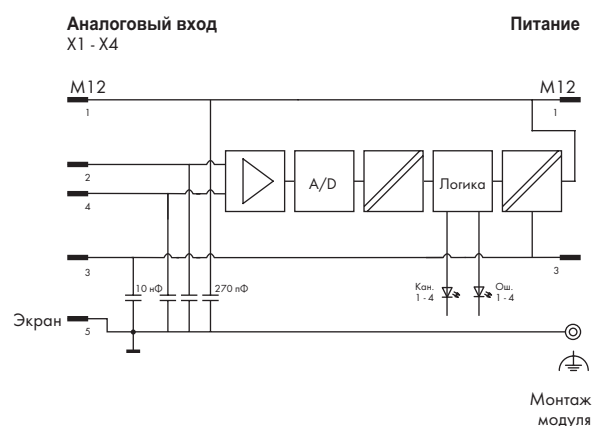 Аналоговый вход
X1 - X4
Питание
M12
M12
1
1
2
4
A/D
Логика
3
3
10 нФ
270 пФ
Кан.
1 - 4
Ош.
1 - 4
Экран
5
Монтаж
модуля